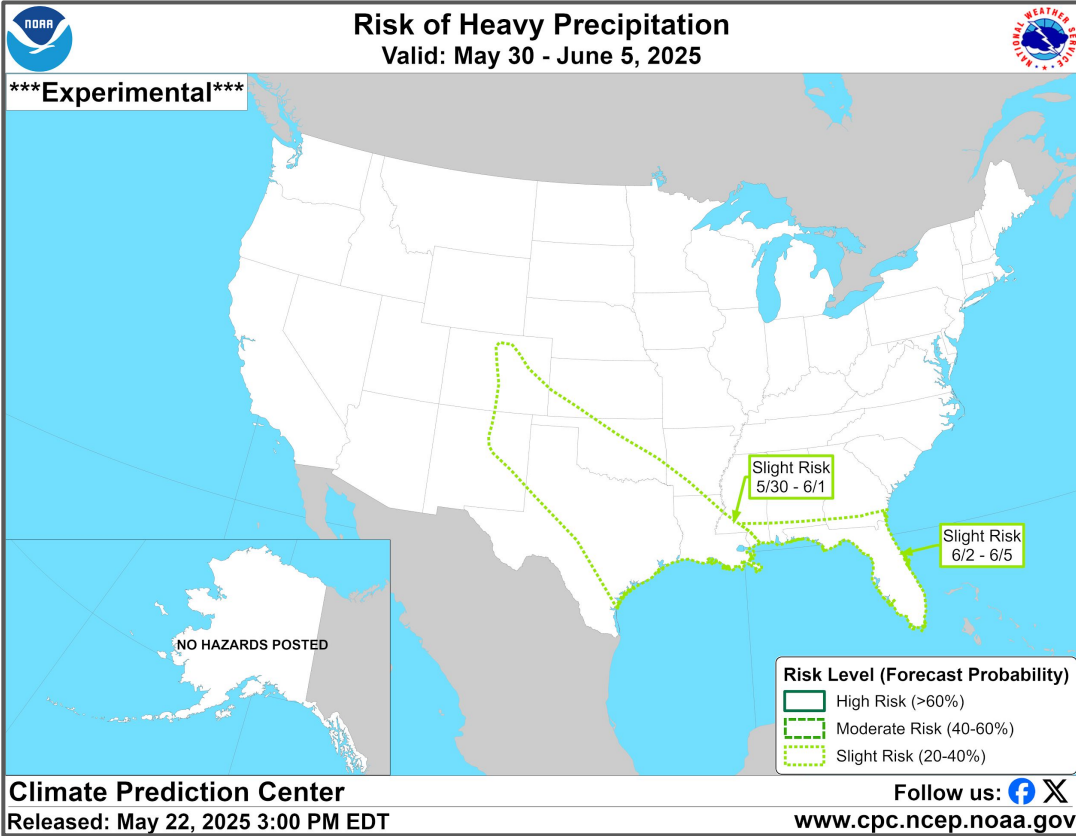 NOAA
Risk of Heavy Precipitation
Valid: May 30 - June 5, 2025
NATIONAL WEATHER SERVICE
***Experimental***
Slight Risk
5/30 - 6/1
Slight Risk
6/2 - 6/5
NO HAZARDS POSTED
Risk Level (Forecast Probability)
High Risk (>60%)
Moderate Risk (40-60%)
Slight Risk (20-40%)
Climate Prediction Center
Follow us:
Released: May 22, 2025 3:00 PM EDT
www.cpc.ncep.noaa.gov